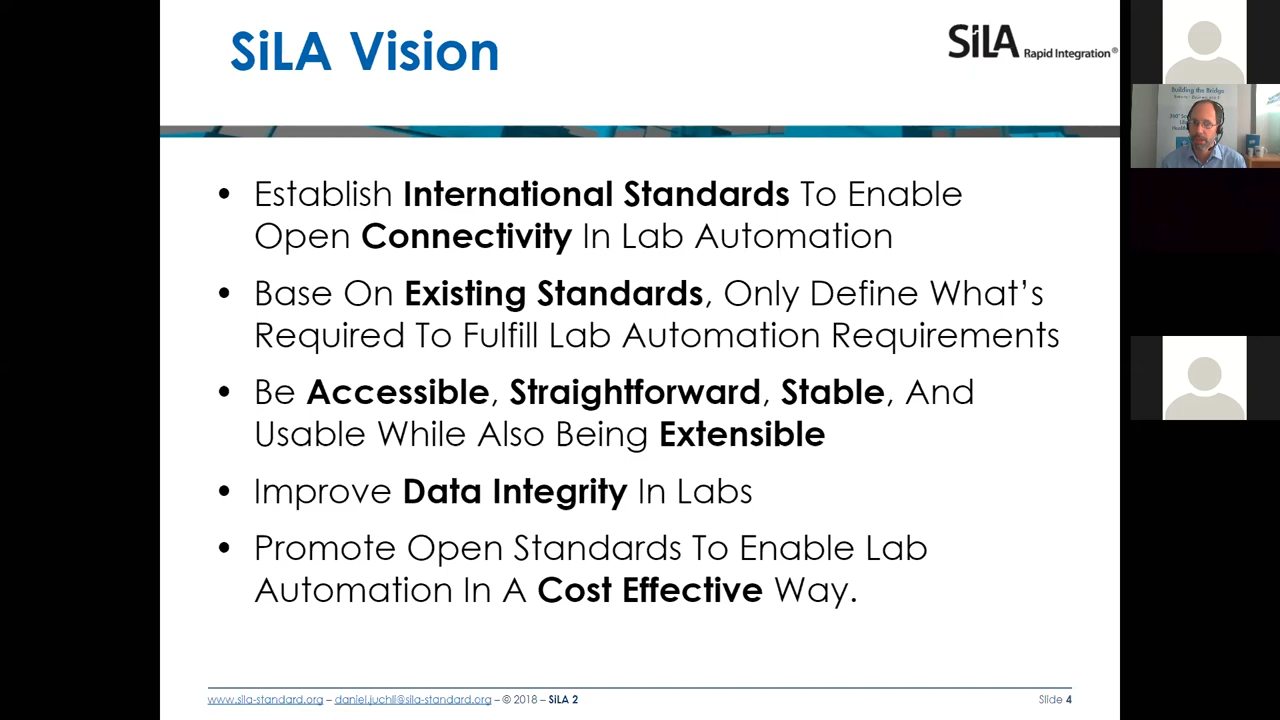 SiLA Vision
SiLA Rapid Integration®
• Establish International Standards To Enable
Open Connectivity In Lab Automation
• Base On Existing Standards, Only Define What’s
Required To Fulfill Lab Automation Requirements
• Be Accessible, Straightforward, Stable, And
Usable While Also Being Extensible
• Improve Data Integrity In Labs
• Promote Open Standards To Enable Lab
Automation In A Cost Effective Way.
www.sila-standard.org – daniel.juchli@sila-standard.org – © 2018 – SiLA 2
Slide 4
Building the Bridge